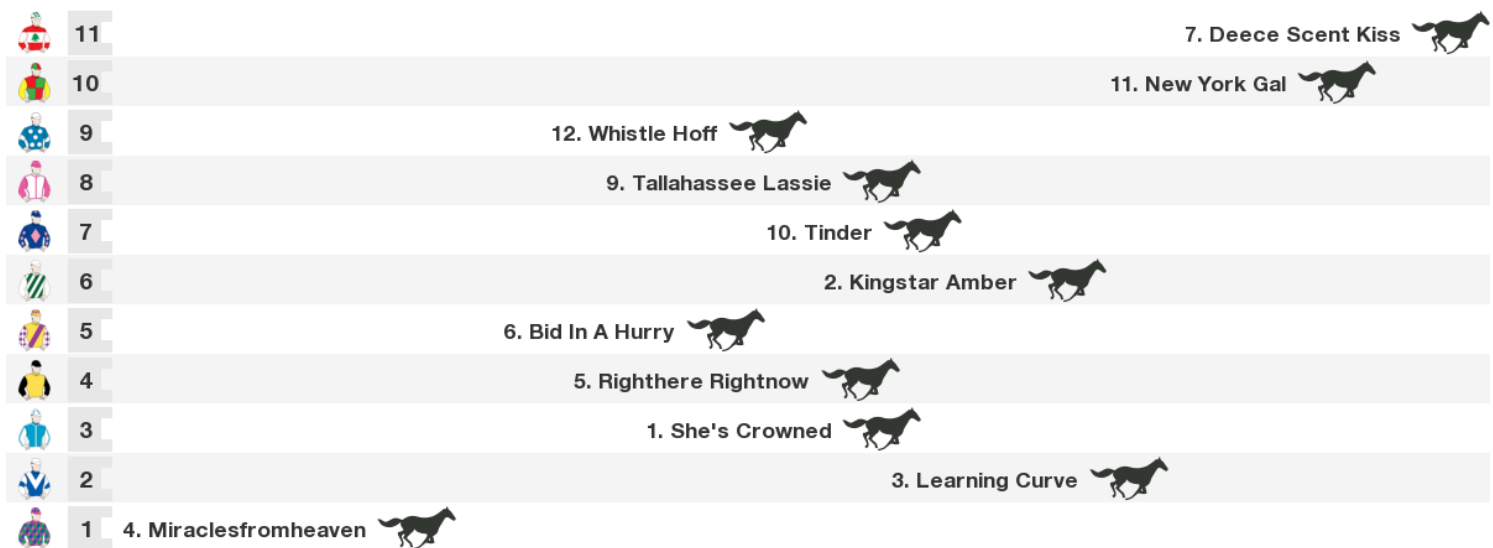 11 7. Deece Scent Kiss
10 11. New York Gal
9 12. Whistle Hoff
8 9. Tallahassee Lassie
7 10. Tinder
6 2. Kingstar Amber
5 6. Bid In A Hurry
4 5. Righthere Rightnow
3 1. She's Crowned
2 3. Learning Curve
1 4. Miraclesfromheaven